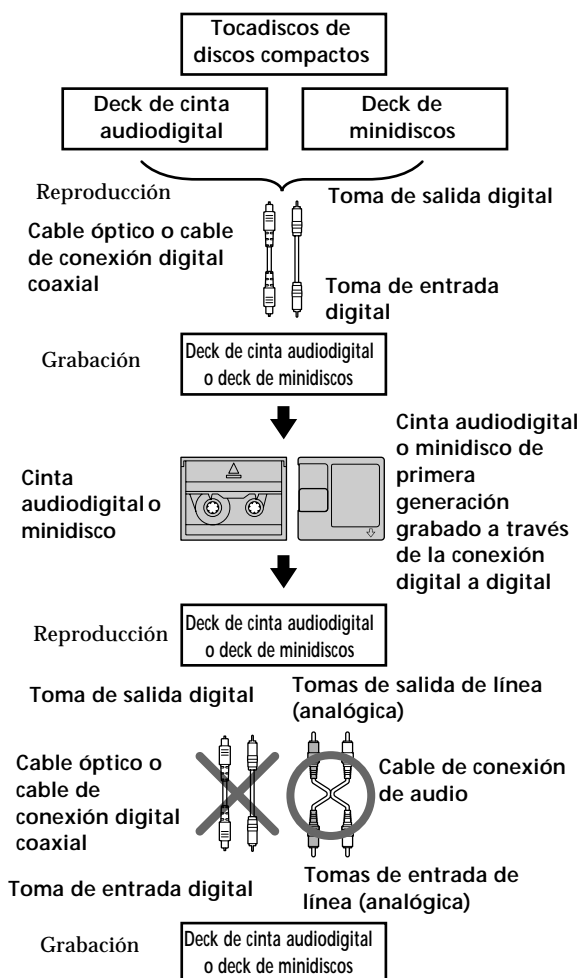 Tocadiscos de
discos compactos
Deck de cinta
audiodigital
Deck de
minidiscos
Reproducción
Toma de salida digital
Cable óptico o cable
de conexión digital
coaxial
Toma de entrada
digital
Grabación
Deck de cinta audiodigital
o deck de minidiscos
Cinta
audiodigital o
minidisco
Cinta audiodigital
o minidisco de
primera
generación
grabado a través
de la conexión
digital a digital
Reproducción
Deck de cinta audiodigital
o deck de minidiscos
Toma de salida digital
Tomas de salida de línea
(analógica)
Cable óptico o
cable de
conexión digital
coaxial
Cable de conexión
de audio
Toma de entrada digital
Tomas de entrada de
línea (analógica)
Grabación
Deck de cinta audiodigital
o deck de minidiscos